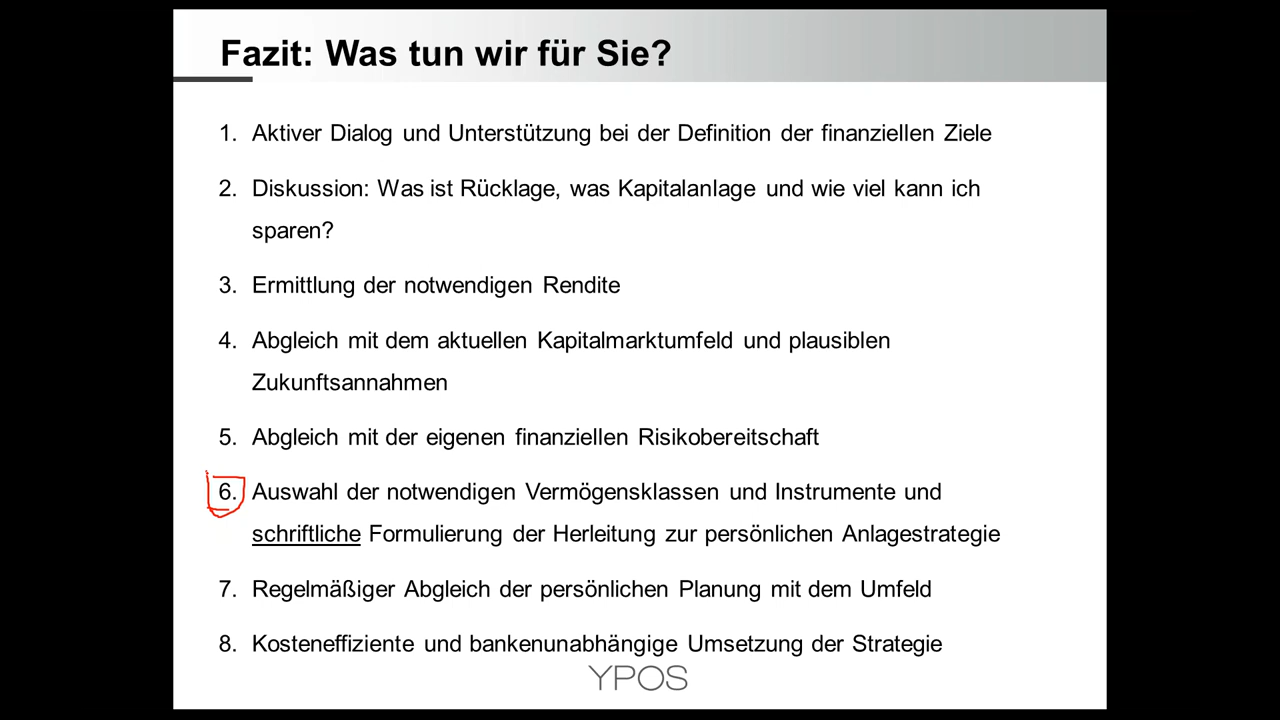 Fazit: Was tun wir für Sie?
1. Aktiver Dialog und Unterstützung bei der Definition der finanziellen Ziele
2. Diskussion: Was ist Rücklage, was Kapitalanlage und wie viel kann ich
sparen?
3. Ermittlung der notwendigen Rendite
4. Abgleich mit dem aktuellen Kapitalmarktumfeld und plausiblen
Zukunftsannahmen
5. Abgleich mit der eigenen finanziellen Risikobereitschaft
6. Auswahl der notwendigen Vermögensklassen und Instrumente und
schriftliche Formulierung der Herleitung zur persönlichen Anlagestrategie
7. Regelmäßiger Abgleich der persönlichen Planung mit dem Umfeld
8. Kosteneffiziente und bankenunabhängige Umsetzung der Strategie
YPOS